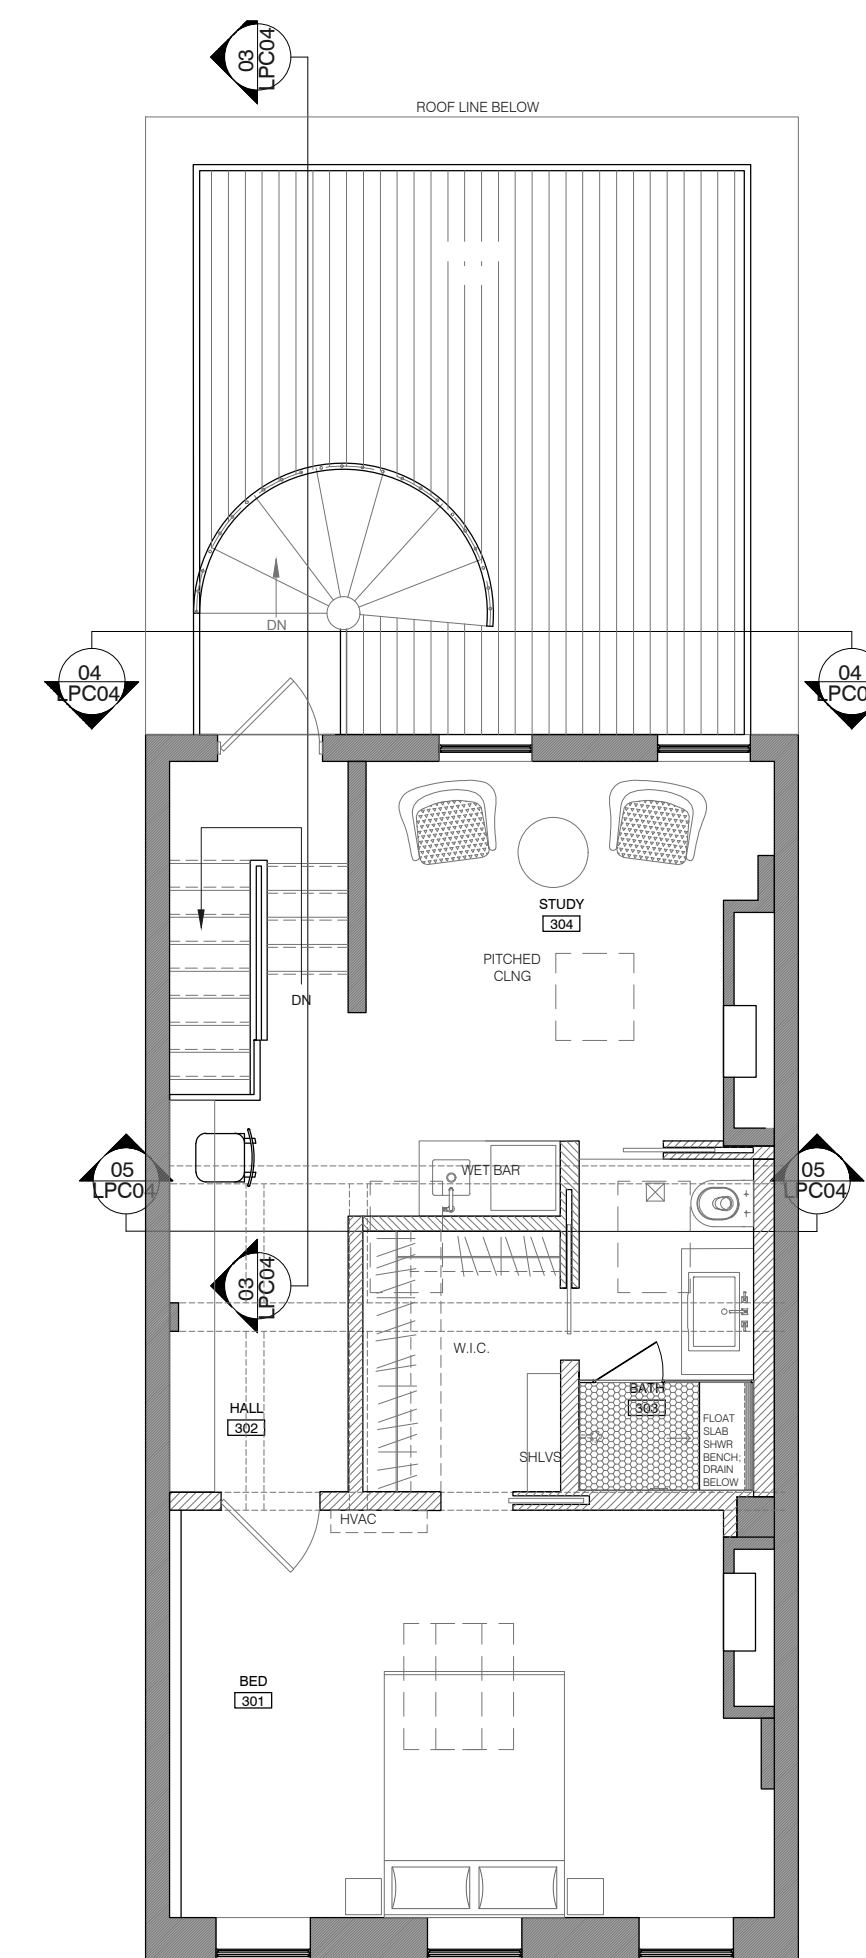 03
LPC04
ROOF LINE BELOW
DN
04
LPC04
04
LPC0
STUDY
304
PITCHED
CLNG
DN
05
LPC04
WET BAR
05
LPC04
03
LPC04
W.I.C.
HALL
302
BATH
303
FLOAT
SLAB
SHWR
BENCH;
DRAIN
BELOW
SHLVS
HVAC
BED
301